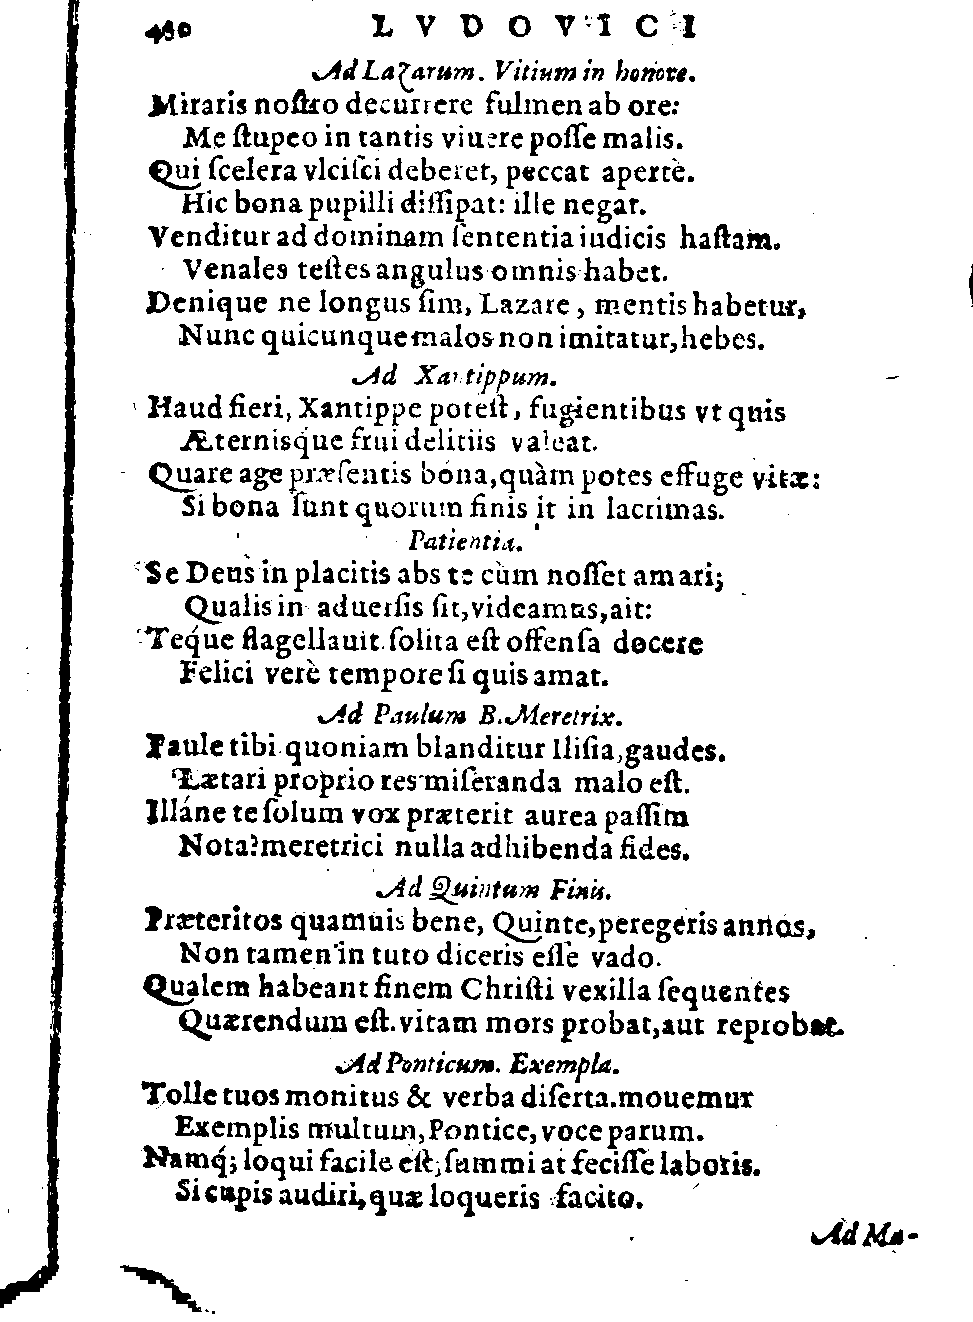 480 LVDOVICI
Ad Lazarum. Vitium in honore.
Miraris nostro decurrere fulmen ab ore:
Me stupeo in tantis viuere posse malis.
Qui scelera vlcisci deberet, peccat apertè.
Hic bona pupilli dissipat: ille negat.
Venditur ad dominam sententia iudicis hastam.
Venales testes angulus omnis habet.
Denique ne longus sim, Lazare, mentis habetur,
Nunc quicunque malos non imitatur, hebes.
Ad Xantippum.
Haud fieri, Xantippe potest, fugientibus vt quis
Æternisque frui delitiis valeat.
Quare age præsentis bona, quàm potes effuge vitæ:
Si bona sunt quorum finis it in lacrimas.
Patientia.
Se Deus in placitis abs te cùm nosset amari;
Qualis in aduersis sit, videamus, ait:
Teque flagellauit. solita est offensa docere
Felici verè tempore si quis amat.
Ad Paulum B. Meretrix.
Paule tibi quoniam blanditur Ilisia, gaudes.
Lætari proprio res miseranda malo est.
Illáne te solum vox præterit aurea passim
Nota? meretrici nulla adhibenda fides.
Ad Quintum Finis.
Præteritos quamuis bene, Quinte, peregeris annos,
Non tamen in tuto diceris esse vado.
Qualem habeant finem Christi vexilla sequentes
Quærendum est. vitam mors probat, aut reprobat.
Ad Ponticum. Exempla.
Tolle tuos monitus & verba diserta. mouemur
Exemplis multum, Pontice, voce parum.
Namq́; loqui facile est, summi at fecisse laboris.
Si cupis audiri, quæ loqueris facito.
Ad Ma-